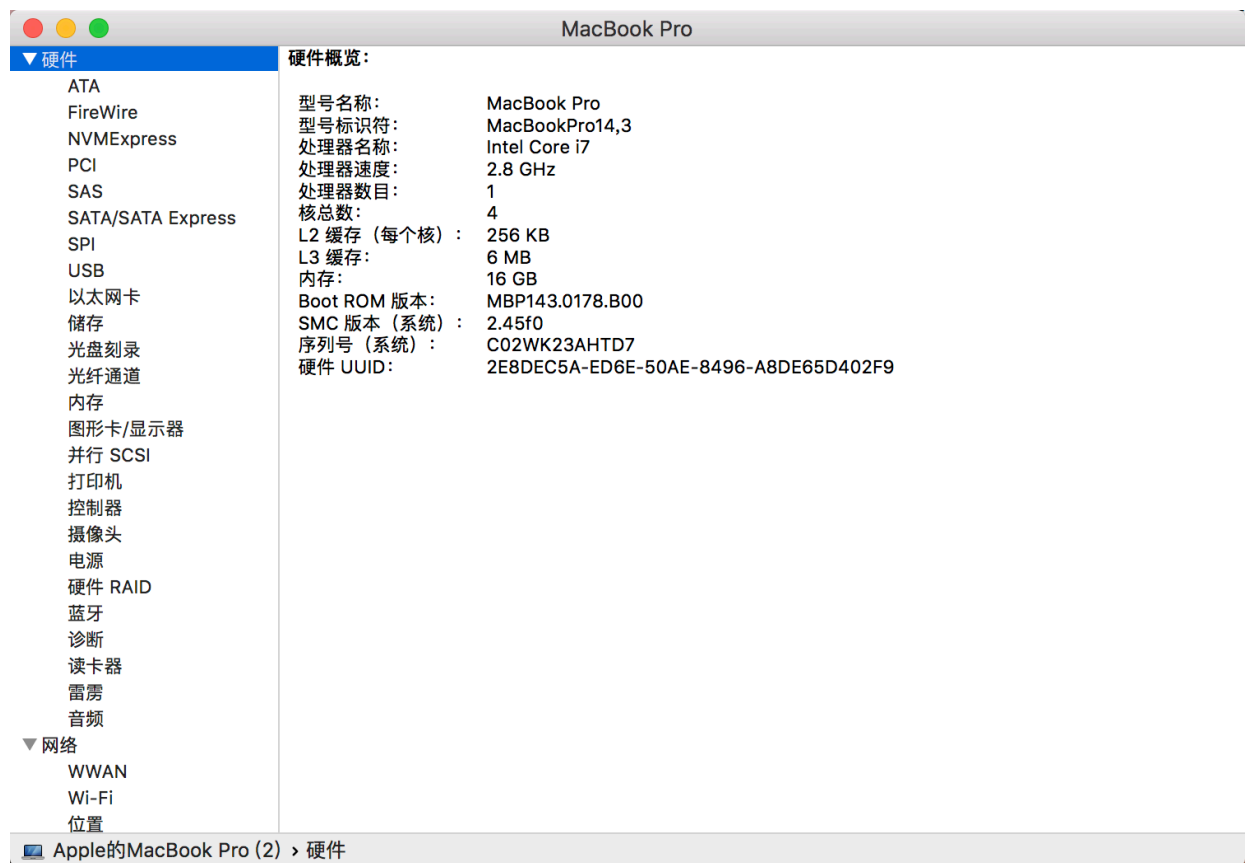 MacBook Pro
硬件
ATA
FireWire
NVMExpress
PCI
SAS
SATA/SATA Express
SPI
USB
以太网卡
储存
光盘刻录
光纤通道
内存
图形卡/显示器
并行 SCSI
打印机
控制器
摄像头
电源
硬件 RAID
蓝牙
诊断
读卡器
雷雳
音频
网络
WWAN
Wi-Fi
位置
硬件概览：
型号名称： MacBook Pro
型号标识符： MacBookPro14,3
处理器名称： Intel Core i7
处理器速度： 2.8 GHz
处理器数目： 1
核总数： 4
L2 缓存（每个核）： 256 KB
L3 缓存： 6 MB
内存： 16 GB
Boot ROM 版本： MBP143.0178.B00
SMC 版本（系统）： 2.45f0
序列号（系统）： C02WK23AHTD7
硬件 UUID： 2E8DEC5A-ED6E-50AE-8496-A8DE65D402F9
Apple的MacBook Pro (2) › 硬件